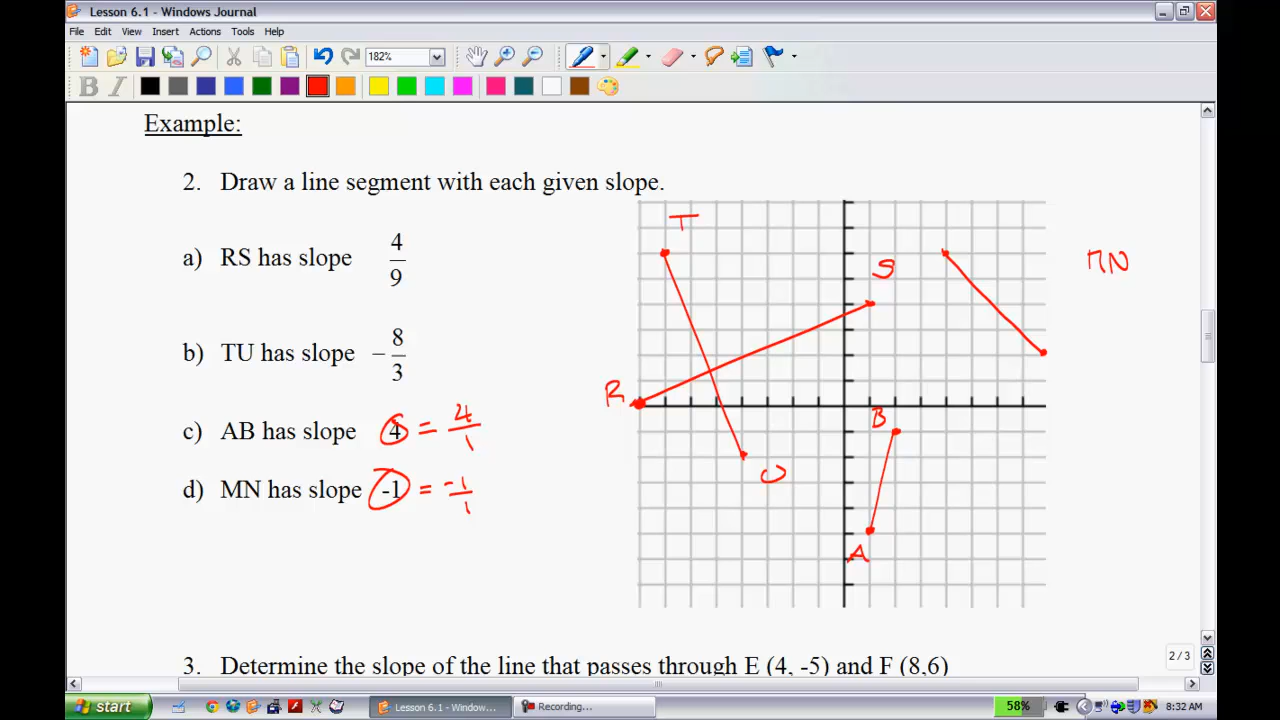 Lesson 6.1 - Windows Journal
File Edit View Insert Actions Tools Help
182%
B I
Example:
2. Draw a line segment with each given slope.
a) RS has slope 4/9
b) TU has slope - 8/3
c) AB has slope 4 = 4/1
d) MN has slope -1 = -1/1
T
S
MN
R
B
U
A
3. Determine the slope of the line that passes through E (4, -5) and F (8,6)
2/3
start
Lesson 6.1 - Windows Journal...
Recording...
58%
8:32 AM